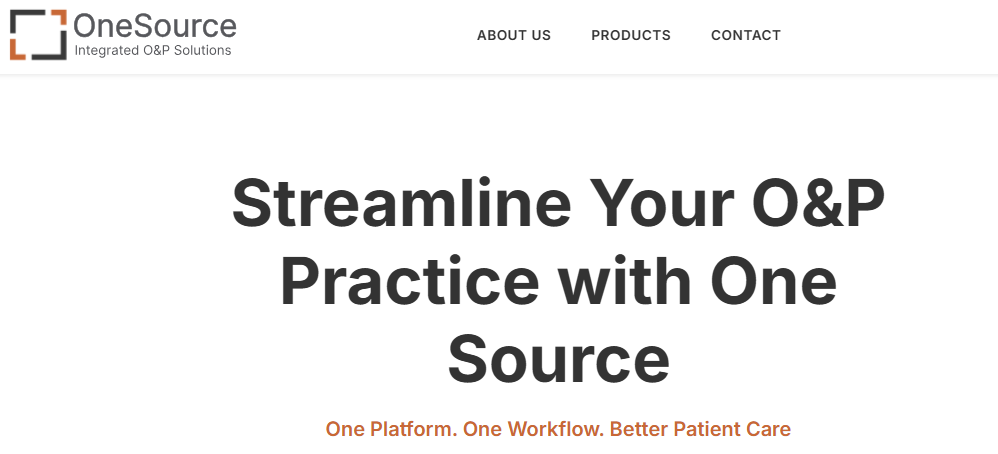 OneSource
Integrated O&P Solutions
ABOUT US PRODUCTS CONTACT
Streamline Your O&P
Practice with One
Source
One Platform. One Workflow. Better Patient Care